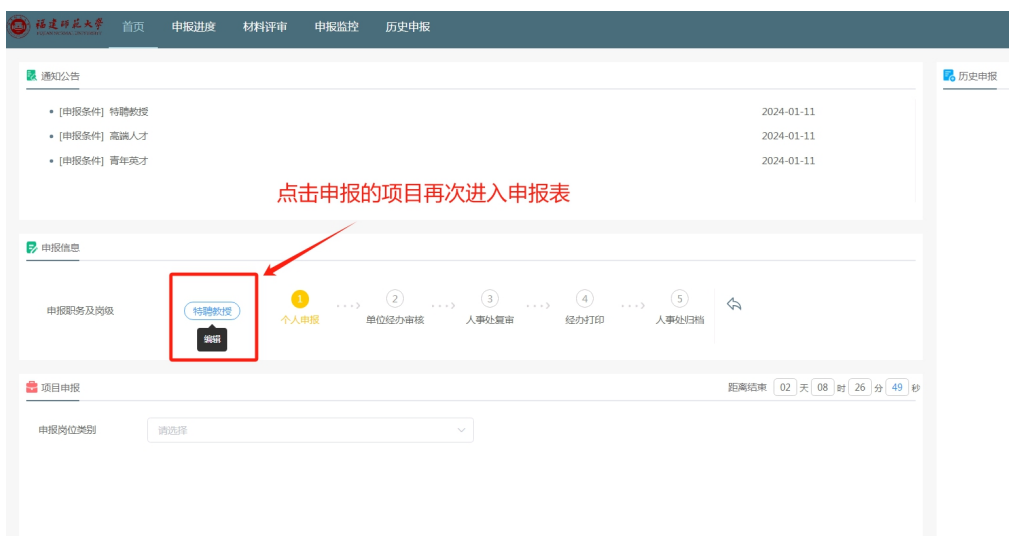 福建师范大学 首页 申报进度 材料评审 申报监控 历史申报
通知公告
[申报条件] 特聘教授 2024-01-11
[申报条件] 高端人才 2024-01-11
[申报条件] 青年英才 2024-01-11
历史申报
点击申报的项目再次进入申报表
申报信息
申报职务及岗级 特聘教授 1 2 3 4 5
编辑 个人申报 单位经办审核 人事处复审 经办打印 人事处归档
项目申报 距离结束 02 天 08 时 26 分 49 秒
申报岗位类别 请选择